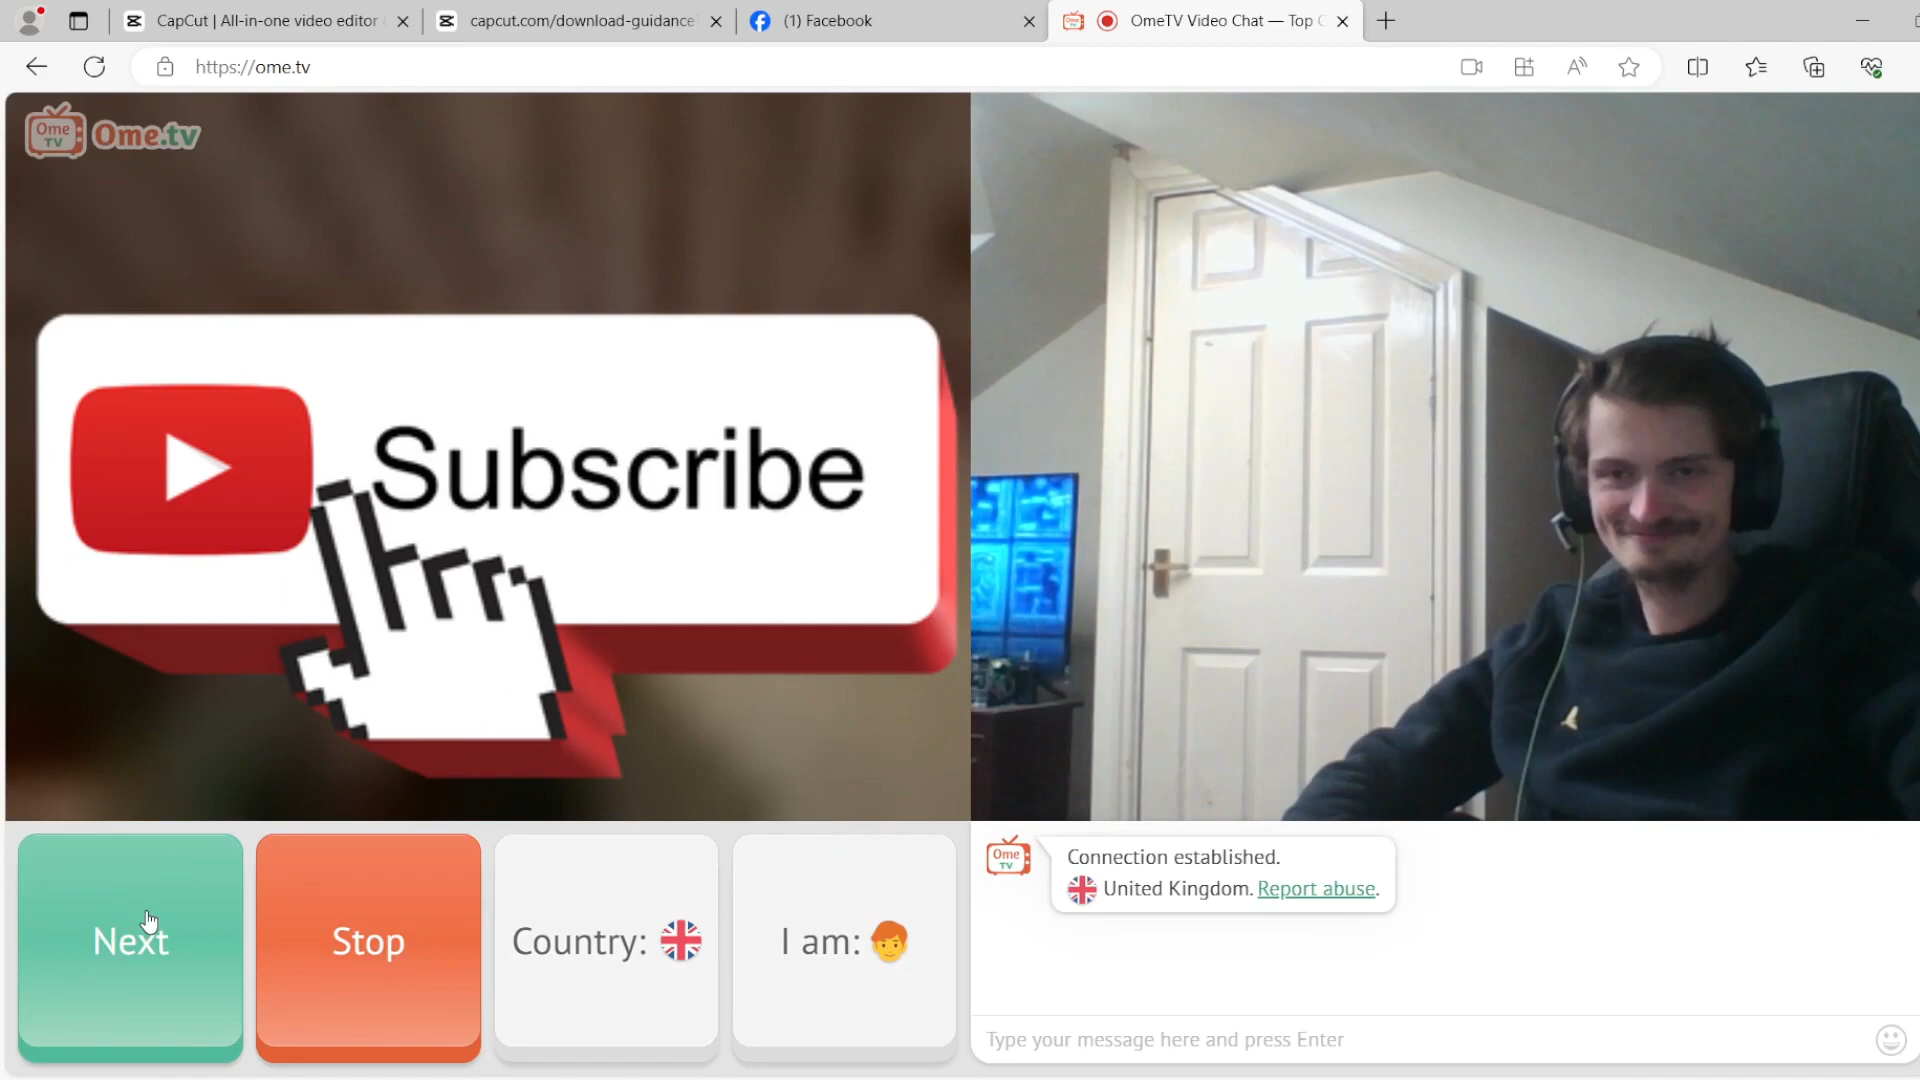 CapCut | All-in-one video editor
capcut.com/download-guidance
(1) Facebook
OmeTV Video Chat — Top
https://ome.tv
Ome TV
Ome.tv
Subscribe
Next
Stop
Country:
I am:
Ome TV
Connection established.
United Kingdom. Report abuse.
Type your message here and press Enter